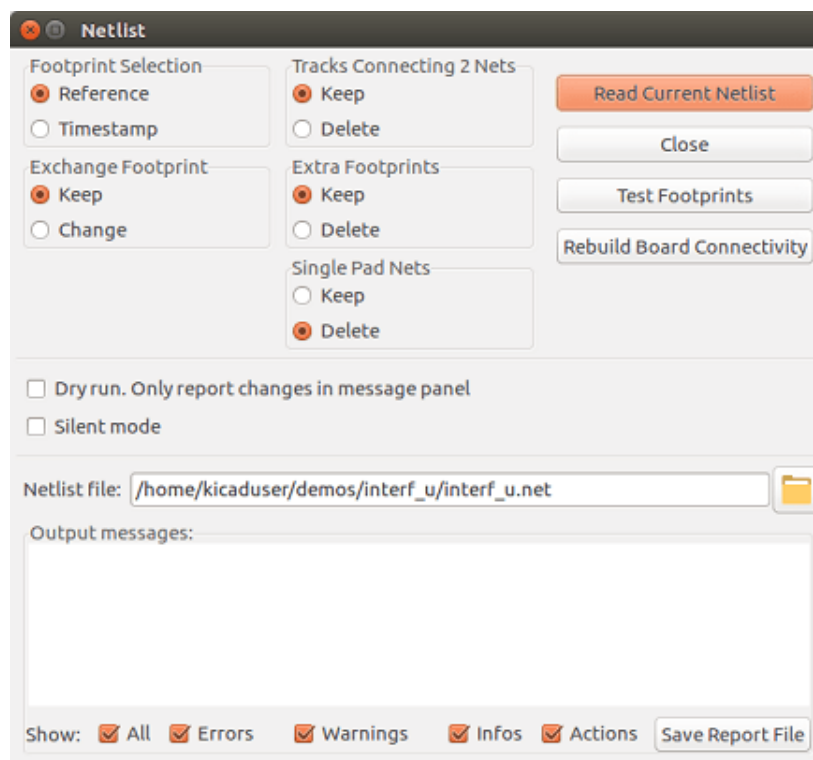 Netlist
Footprint Selection
Reference
Timestamp
Exchange Footprint
Keep
Change
Tracks Connecting 2 Nets
Keep
Delete
Extra Footprints
Keep
Delete
Single Pad Nets
Keep
Delete
Read Current Netlist
Close
Test Footprints
Rebuild Board Connectivity
Dry run. Only report changes in message panel
Silent mode
Netlist file: /home/kicaduser/demos/interf_u/interf_u.net
Output messages:
Show: All Errors Warnings Infos Actions Save Report File